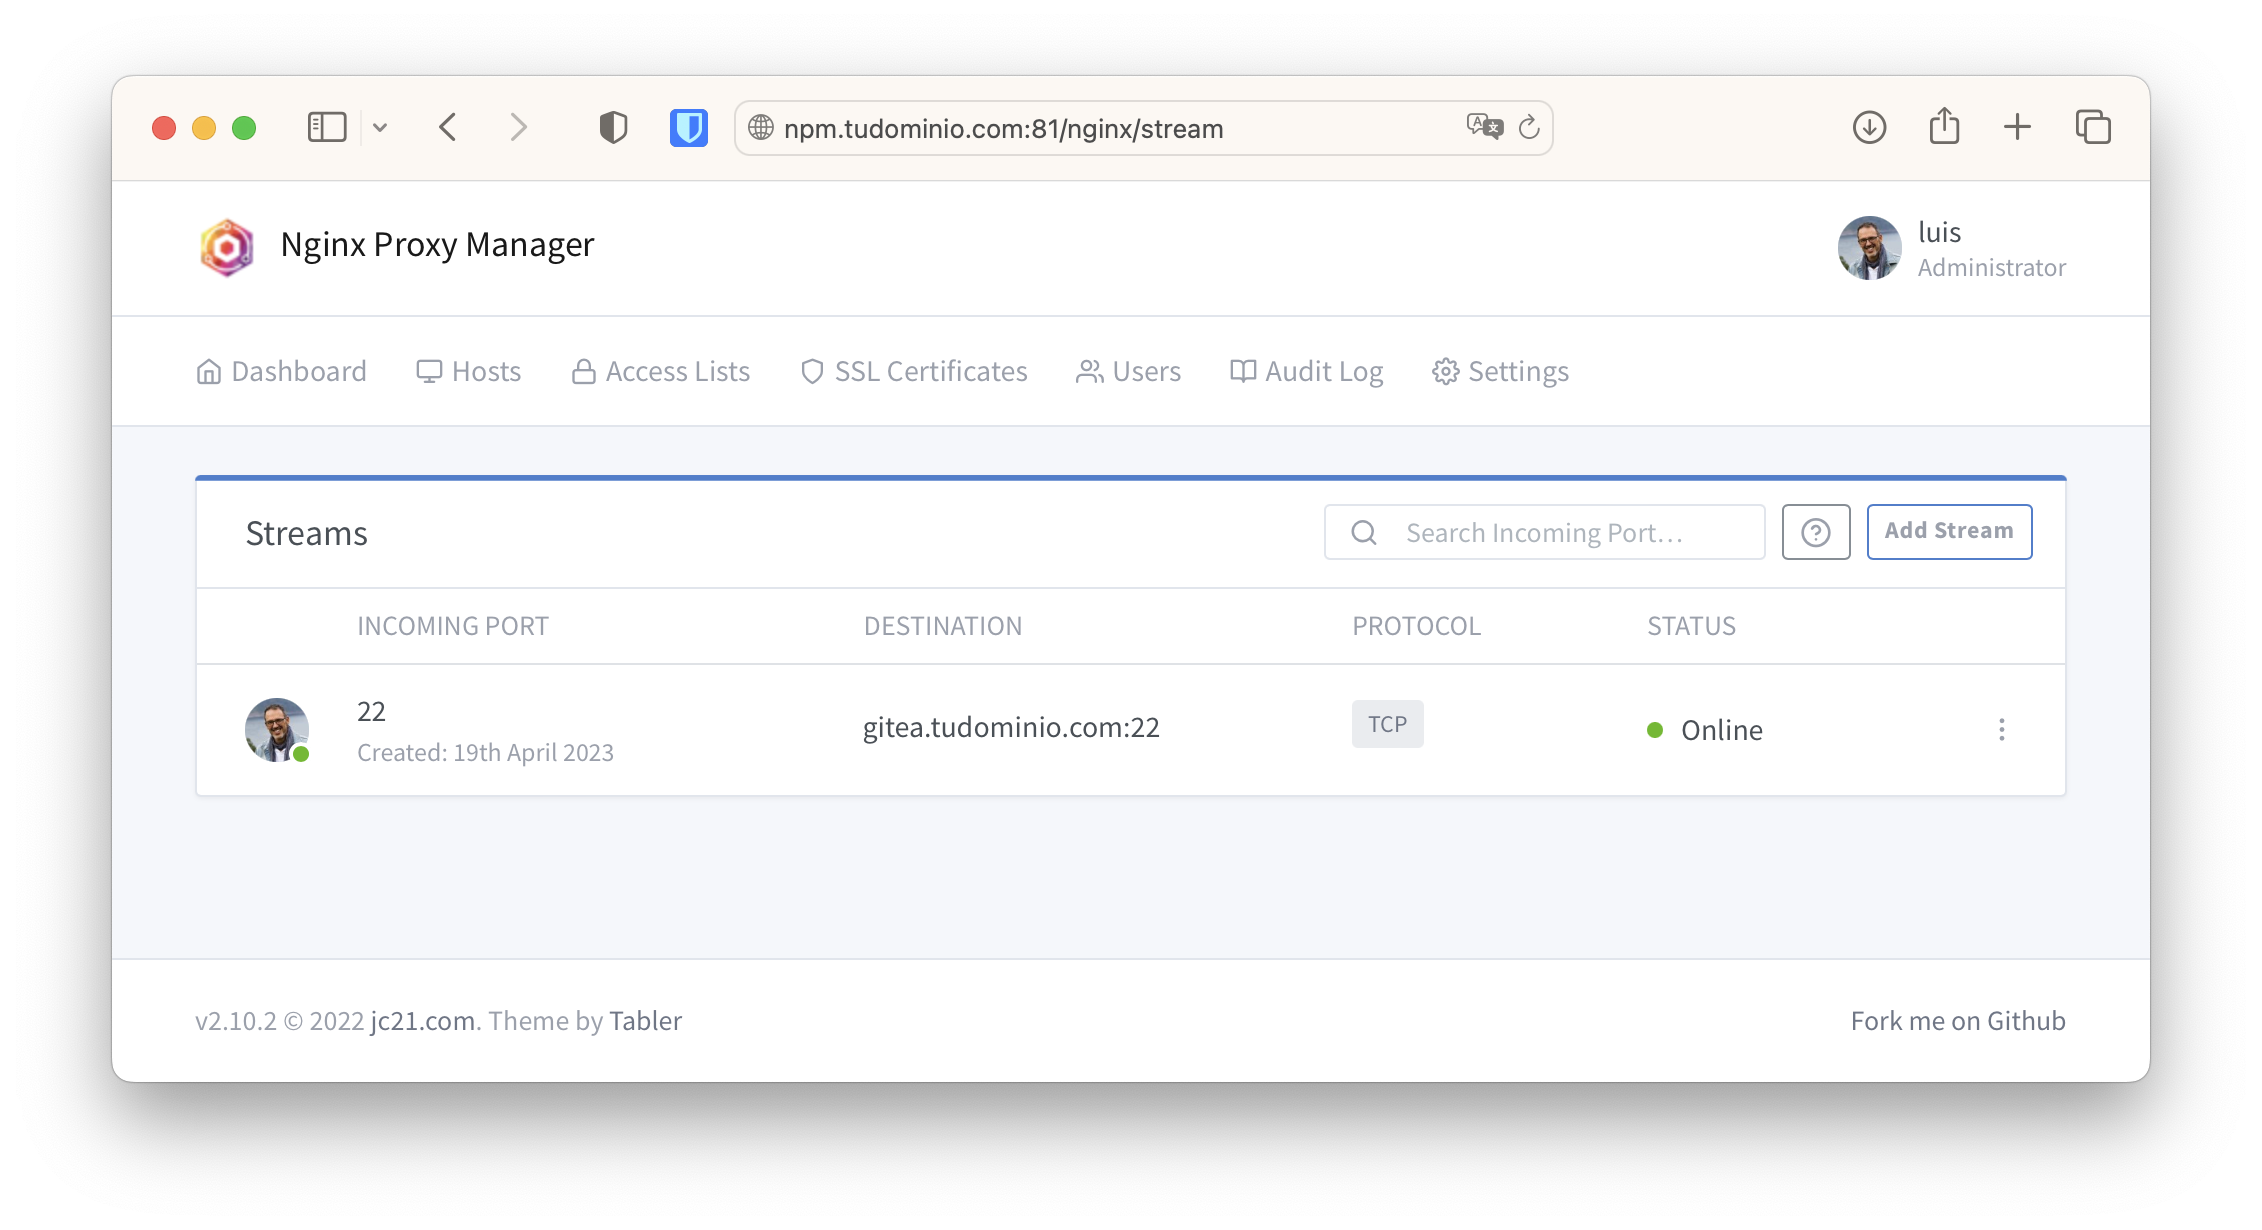 npm.tudominio.com:81/nginx/stream
Nginx Proxy Manager
luis
Administrator
Dashboard Hosts Access Lists SSL Certificates Users Audit Log Settings
Streams Search Incoming Port... Add Stream
INCOMING PORT DESTINATION PROTOCOL STATUS
22
Created: 19th April 2023
gitea.tudominio.com:22 TCP Online
v2.10.2 © 2022 jc21.com. Theme by Tabler Fork me on Github